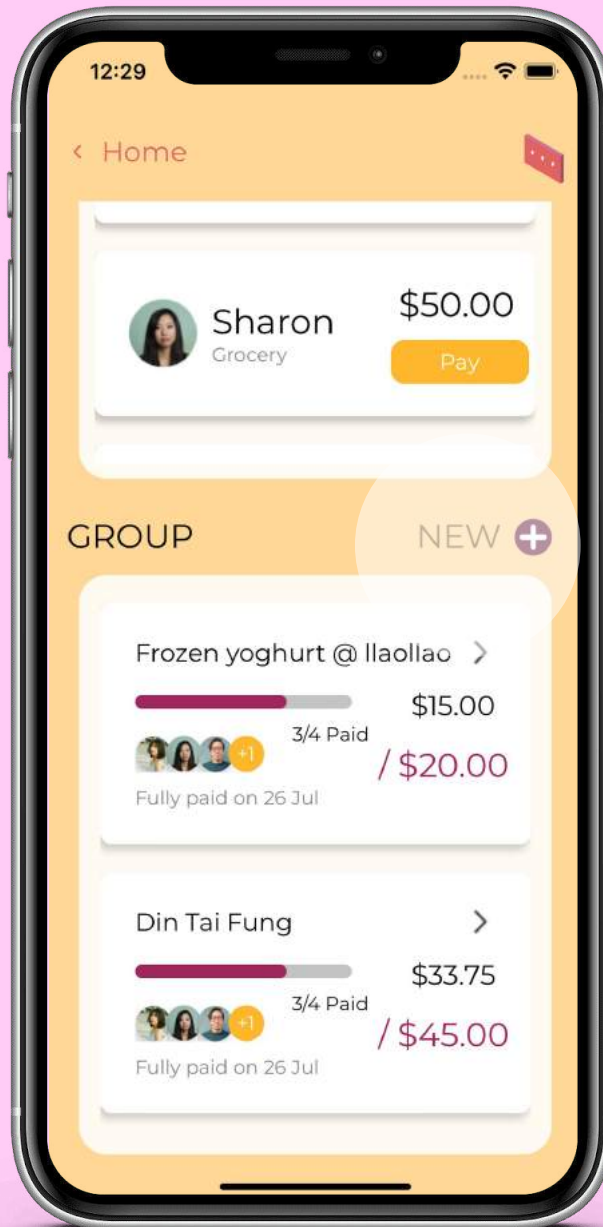 12:29
< Home
Sharon
$50.00
Grocery
Pay
GROUP
NEW
Frozen yoghurt @ llaollao
$15.00
3/4 Paid
+1
/ $20.00
Fully paid on 26 Jul
Din Tai Fung
$33.75
3/4 Paid
+1
/ $45.00
Fully paid on 26 Jul